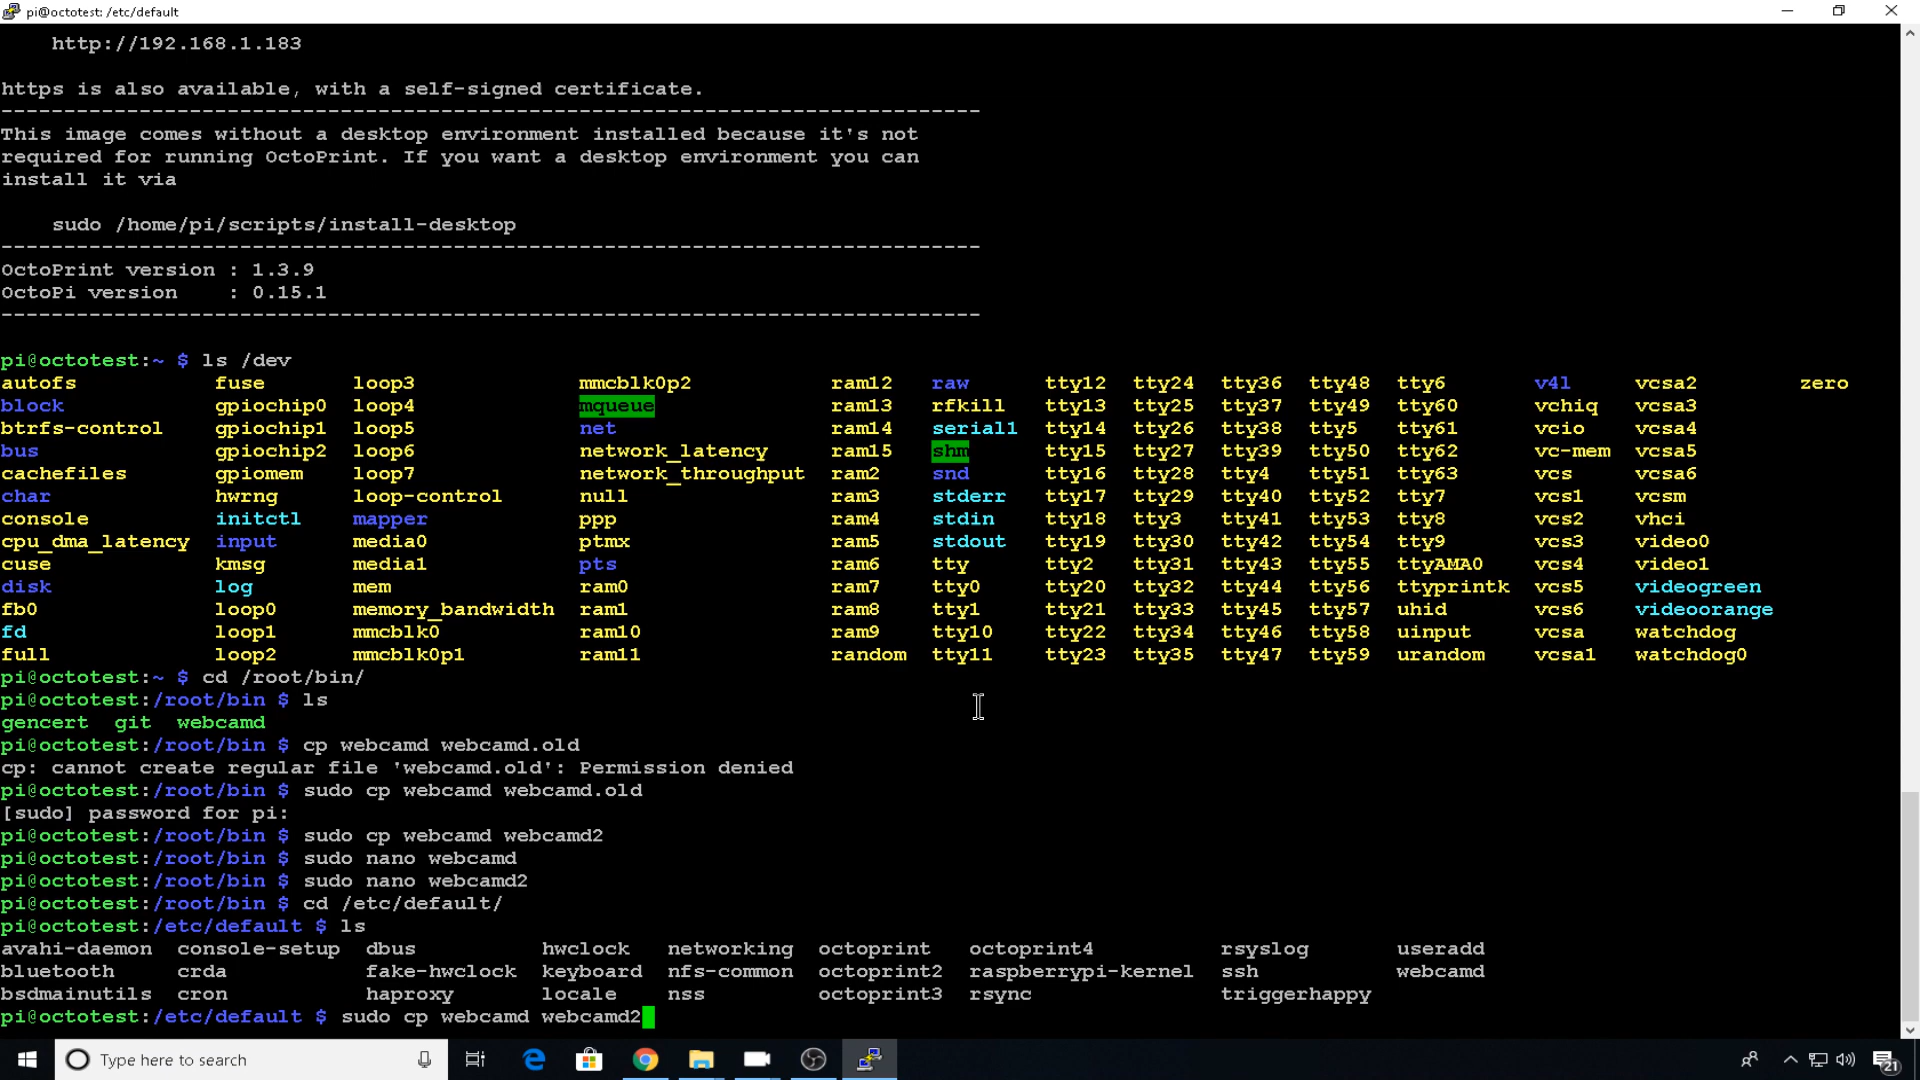 pi@octotest: /etc/default
http://192.168.1.183
https is also available, with a self-signed certificate.
-------------------------------------------------------------------------------
This image comes without a desktop environment installed because it's not
required for running OctoPrint. If you want a desktop environment you can
install it via
sudo /home/pi/scripts/install-desktop
-------------------------------------------------------------------------------
OctoPrint version : 1.3.9
OctoPi version    : 0.15.1
-------------------------------------------------------------------------------
pi@octotest:~ $ ls /dev
autofs fuse loop3 mmcblk0p2 ram12 raw tty12 tty24 tty36 tty48 tty6 v4l vcsa2 zero
block gpiochip0 loop4 mqueue ram13 rfkill tty13 tty25 tty37 tty49 tty60 vchiq vcsa3
btrfs-control gpiochip1 loop5 net ram14 serial1 tty14 tty26 tty38 tty5 tty61 vcio vcsa4
bus gpiochip2 loop6 network_latency ram15 shm tty15 tty27 tty39 tty50 tty62 vc-mem vcsa5
cachefiles gpiomem loop7 network_throughput ram2 snd tty16 tty28 tty4 tty51 tty63 vcs vcsa6
char hwrng loop-control null ram3 stderr tty17 tty29 tty40 tty52 tty7 vcs1 vcsm
console initctl mapper ppp ram4 stdin tty18 tty3 tty41 tty53 tty8 vcs2 vhci
cpu_dma_latency input media0 ptmx ram5 stdout tty19 tty30 tty42 tty54 tty9 vcs3 video0
cuse kmsg media1 pts ram6 tty tty2 tty31 tty43 tty55 ttyAMA0 vcs4 video1
disk log mem ram0 ram7 tty0 tty20 tty32 tty44 tty56 ttyprintk vcs5 videogreen
fb0 loop0 memory_bandwidth ram1 ram8 tty1 tty21 tty33 tty45 tty57 uhid vcs6 videoorange
fd loop1 mmcblk0 ram10 ram9 tty10 tty22 tty34 tty46 tty58 uinput vcsa watchdog
full loop2 mmcblk0p1 ram11 random tty11 tty23 tty35 tty47 tty59 urandom vcsa1 watchdog0
pi@octotest:~ $ cd /root/bin/
pi@octotest:/root/bin $ ls
gencert git webcamd
pi@octotest:/root/bin $ cp webcamd webcamd.old
cp: cannot create regular file 'webcamd.old': Permission denied
pi@octotest:/root/bin $ sudo cp webcamd webcamd.old
[sudo] password for pi:
pi@octotest:/root/bin $ sudo cp webcamd webcamd2
pi@octotest:/root/bin $ sudo nano webcamd
pi@octotest:/root/bin $ sudo nano webcamd2
pi@octotest:/root/bin $ cd /etc/default/
pi@octotest:/etc/default $ ls
avahi-daemon console-setup dbus hwclock networking octoprint octoprint4 rsyslog useradd
bluetooth crda fake-hwclock keyboard nfs-common octoprint2 raspberrypi-kernel ssh webcamd
bsdmainutils cron haproxy locale nss octoprint3 rsync triggerhappy
pi@octotest:/etc/default $ sudo cp webcamd webcamd2
Type here to search
21